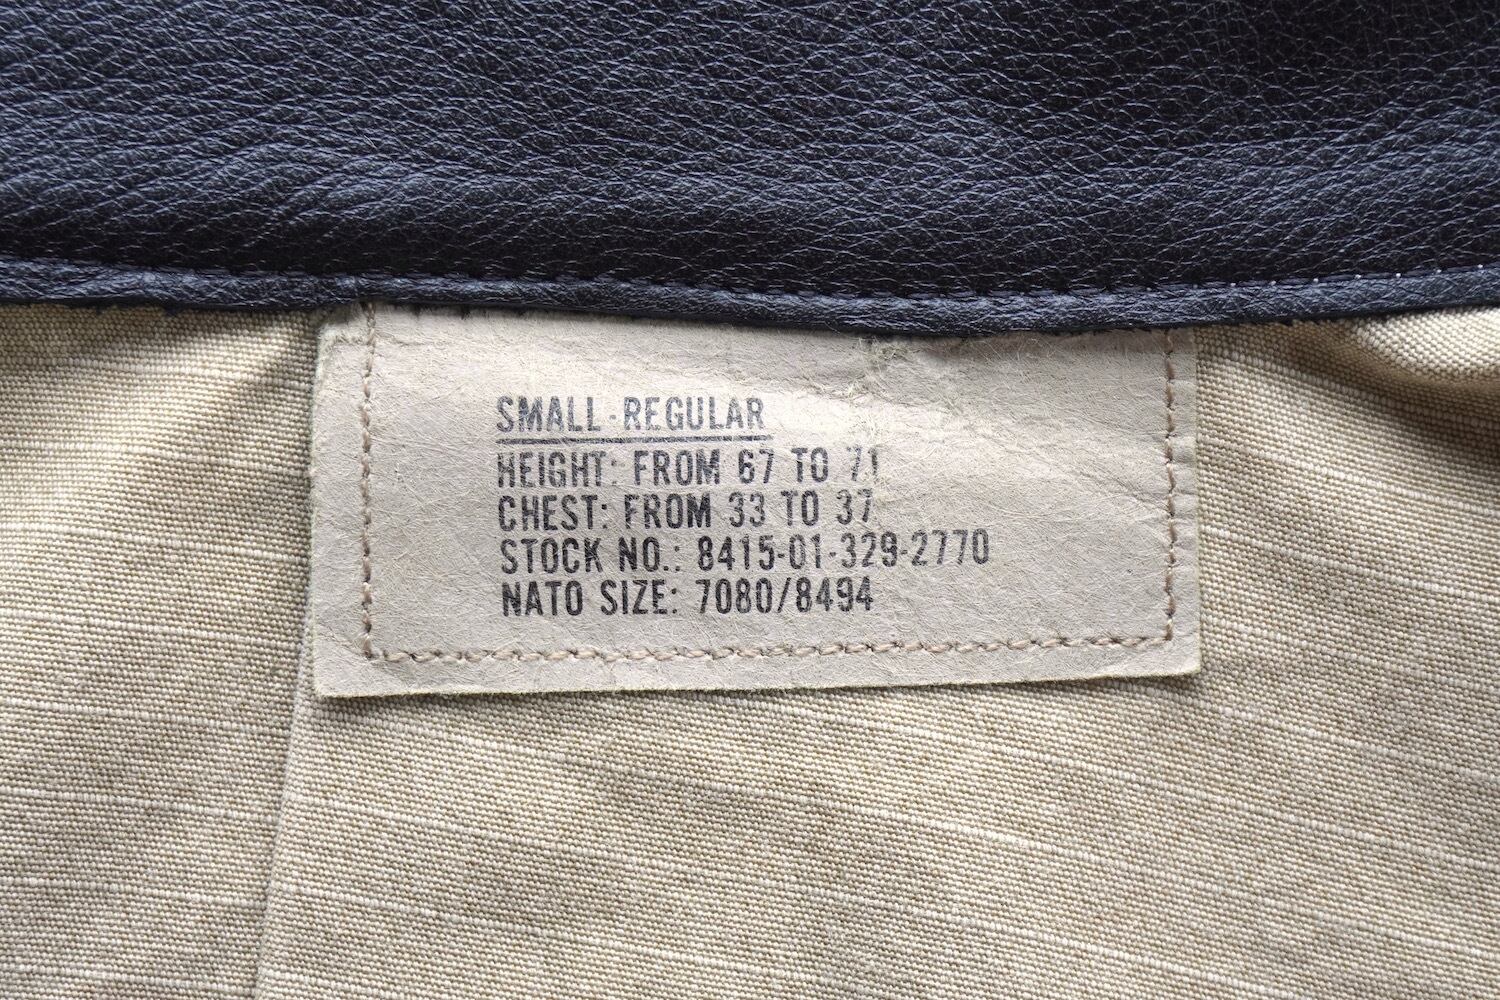 SMALL-REGULAR
HEIGHT: FROM 67 TO 71
CHEST: FROM 33 TO 37
STOCK NO.: 8415-01-329-2770
NATO SIZE: 7080/8494